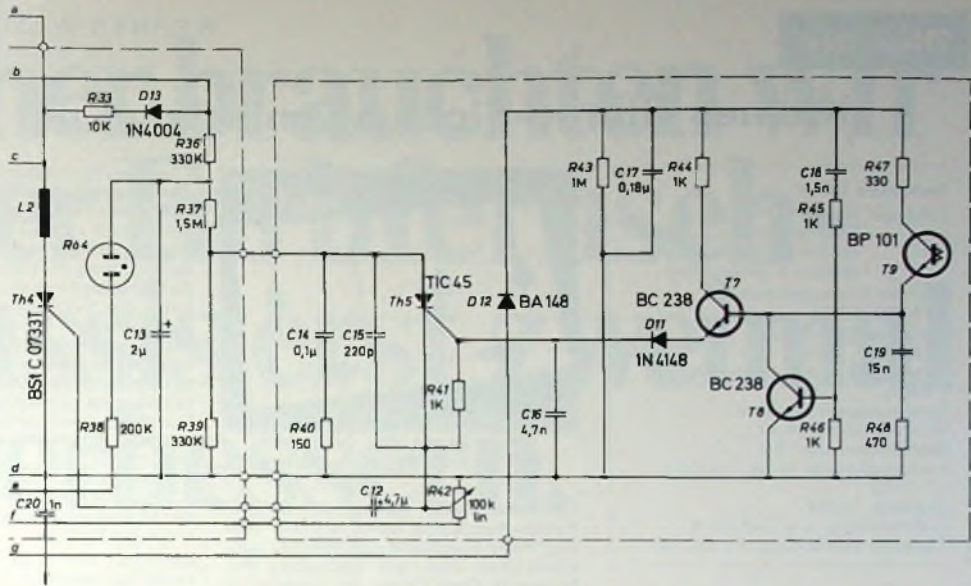 a
b
c
d
e
f
g
R33
10K
D13
1N4004
R36
330K
L2
R37
1,5M
Rö4
Th4
BSt C 0733T
C13
+
2µ
R38
200K
R39
330K
C20
1n
C14
0,1µ
C15
220p
R40
150
Th5
TIC 45
R41
1K
C12
+4,7µ
R42
100k
lin
D12
BA 148
C16
4,7n
R43
1M
C17
0,18µ
R44
1K
D11
1N4148
BC 238
T7
BC 238
T8
C18
1,5n
R45
1K
R46
1K
R47
330
BP 101
T9
C19
15n
R48
470